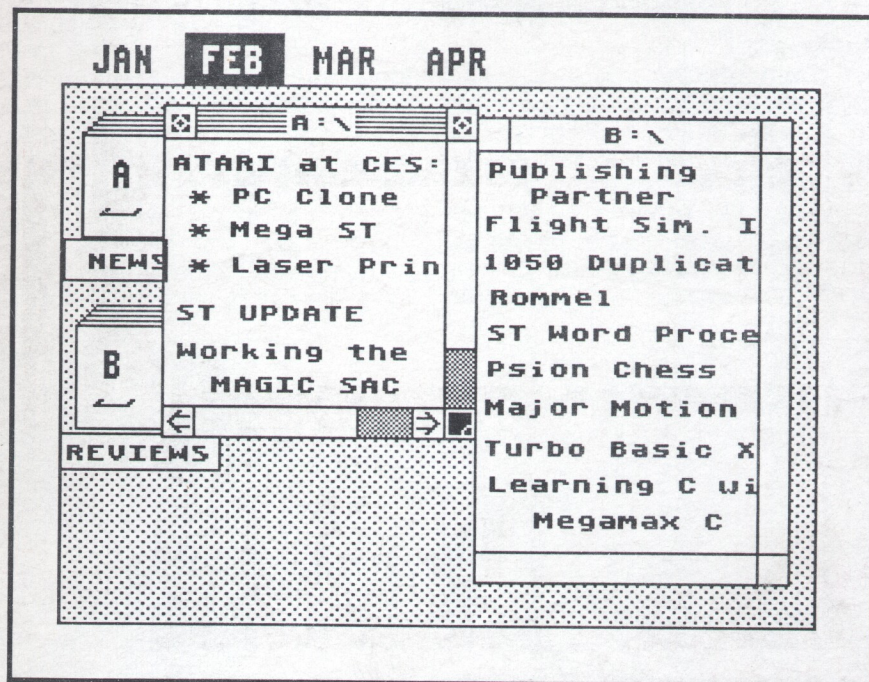 JAN FEB MAR APR
A
NEWS
B
REVIEWS
A:\
ATARI at CES:
* PC Clone
* Mega ST
* Laser Prin
ST UPDATE
Working the
MAGIC SAC
B:\
Publishing
Partner
Flight Sim. I
1050 Duplicat
Rommel
ST Word Proce
Psion Chess
Major Motion
Turbo Basic X
Learning C wi
Megamax C